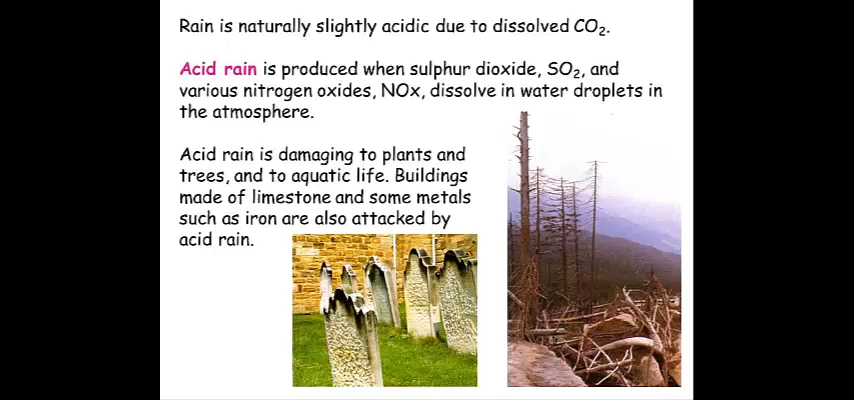 Rain is naturally slightly acidic due to dissolved CO₂.
Acid rain is produced when sulphur dioxide, SO₂, and
various nitrogen oxides, NOx, dissolve in water droplets in
the atmosphere.
Acid rain is damaging to plants and
trees, and to aquatic life. Buildings
made of limestone and some metals
such as iron are also attacked by
acid rain.